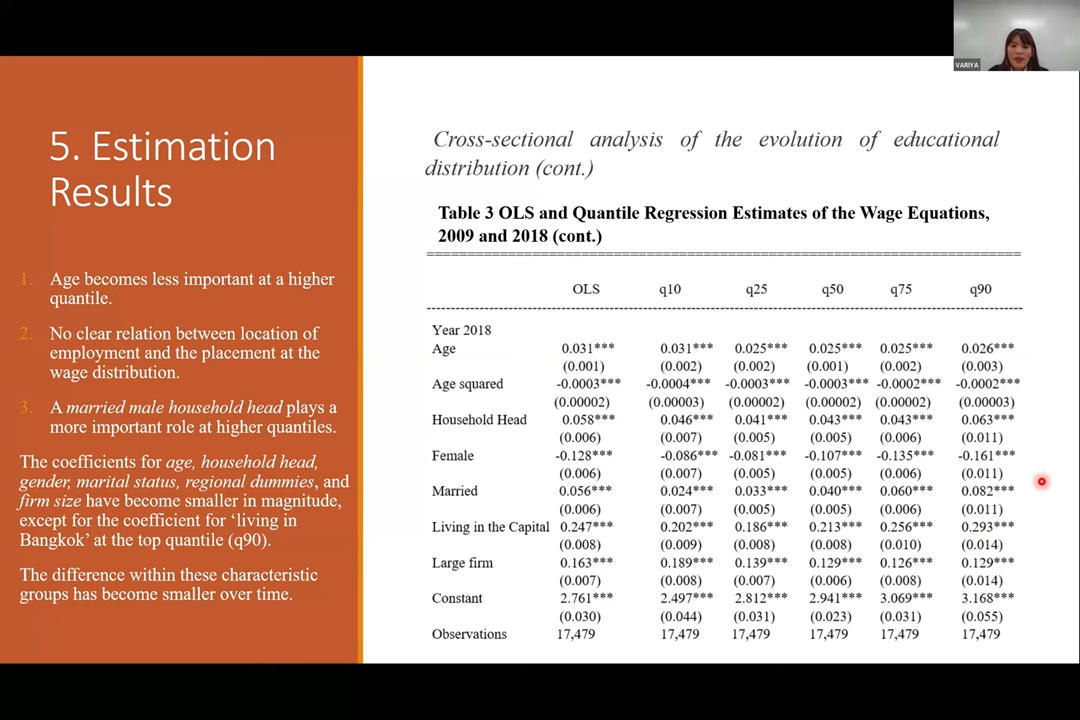 VARIYA
5. Estimation
Results
1. Age becomes less important at a higher
quantile.
2. No clear relation between location of
employment and the placement at the
wage distribution.
3. A married male household head plays a
more important role at higher quantiles.
The coefficients for age, household head,
gender, marital status, regional dummies, and
firm size have become smaller in magnitude,
except for the coefficient for ‘living in
Bangkok’ at the top quantile (q90).
The difference within these characteristic
groups has become smaller over time.
Cross-sectional analysis of the evolution of educational
distribution (cont.)
Table 3 OLS and Quantile Regression Estimates of the Wage Equations,
2009 and 2018 (cont.)
OLS q10 q25 q50 q75 q90
Year 2018
Age 0.031*** 0.031*** 0.025*** 0.025*** 0.025*** 0.026***
(0.001) (0.002) (0.002) (0.001) (0.002) (0.003)
Age squared -0.0003*** -0.0004*** -0.0003*** -0.0003*** -0.0002*** -0.0002***
(0.00002) (0.00003) (0.00002) (0.00002) (0.00002) (0.00003)
Household Head 0.058*** 0.046*** 0.041*** 0.043*** 0.043*** 0.063***
(0.006) (0.007) (0.005) (0.005) (0.006) (0.011)
Female -0.128*** -0.086*** -0.081*** -0.107*** -0.135*** -0.161***
(0.006) (0.007) (0.005) (0.005) (0.006) (0.011)
Married 0.056*** 0.024*** 0.033*** 0.040*** 0.060*** 0.082***
(0.006) (0.007) (0.005) (0.005) (0.006) (0.011)
Living in the Capital 0.247*** 0.202*** 0.186*** 0.213*** 0.256*** 0.293***
(0.008) (0.009) (0.008) (0.008) (0.010) (0.014)
Large firm 0.163*** 0.189*** 0.139*** 0.129*** 0.126*** 0.129***
(0.007) (0.008) (0.007) (0.006) (0.008) (0.014)
Constant 2.761*** 2.497*** 2.812*** 2.941*** 3.069*** 3.168***
(0.030) (0.044) (0.031) (0.023) (0.031) (0.055)
Observations 17,479 17,479 17,479 17,479 17,479 17,479